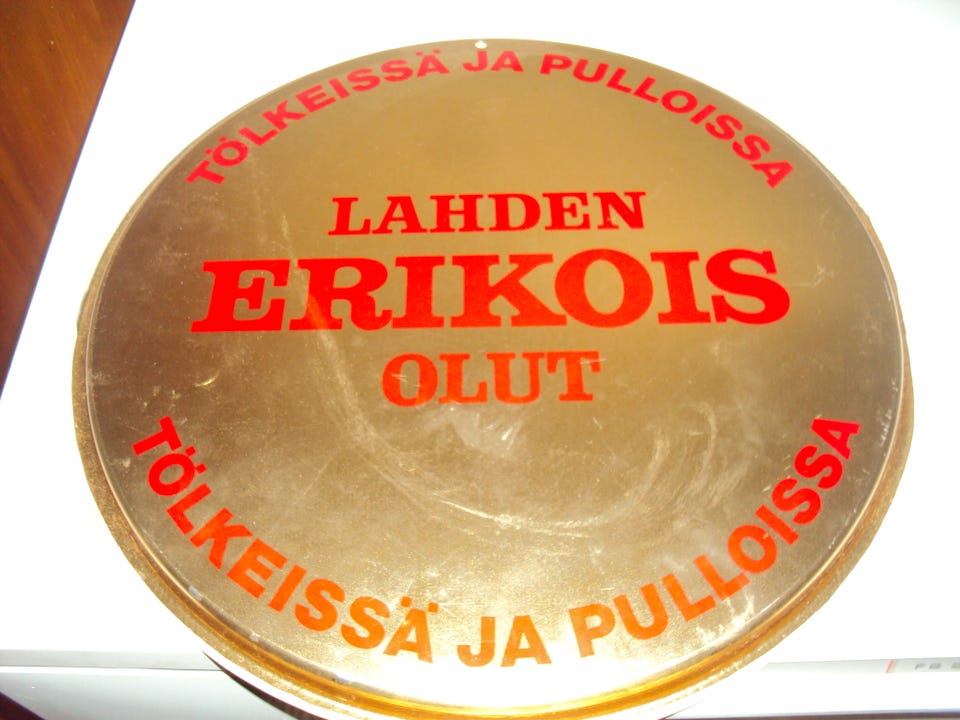 TÖLKEISSÄ JA PULLOISSA
LAHDEN
ERIKOIS
OLUT
TÖLKEISSÄ JA PULLOISSA